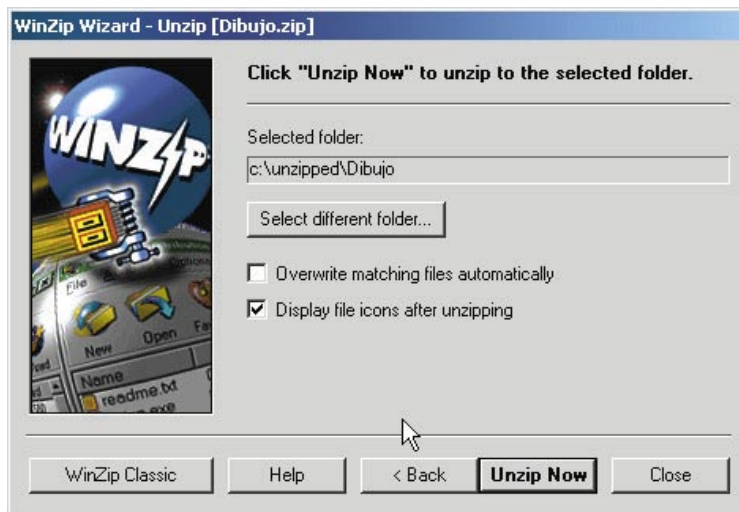 WinZip Wizard - Unzip [Dibujo.zip]
Click "Unzip Now" to unzip to the selected folder.
WINZIP
Selected folder:
c:\unzipped\Dibujo
Select different folder...
Overwrite matching files automatically
Display file icons after unzipping
File
Options
New
Open
Name
readme.txt
WinZip Classic
Help
< Back
Unzip Now
Close